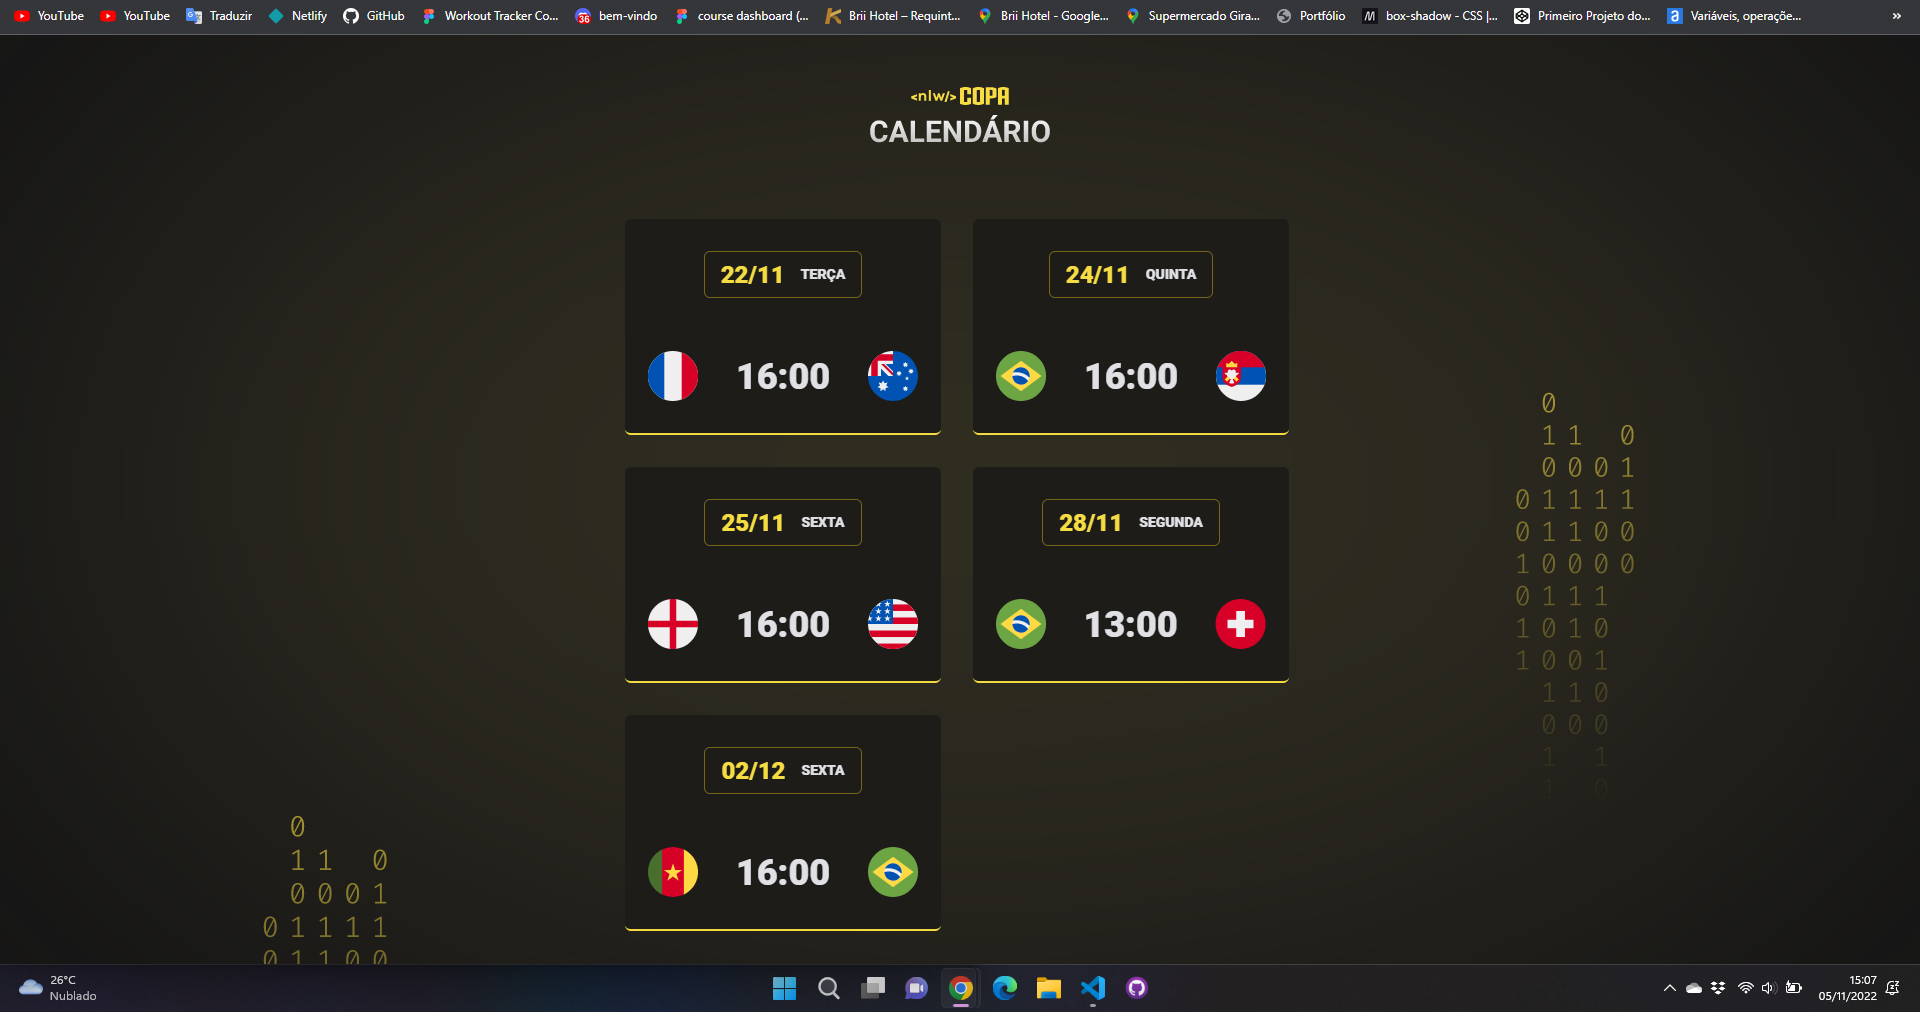 YouTube YouTube Traduzir Netlify GitHub Workout Tracker Co... 36 bem-vindo course dashboard (... Brii Hotel – Requint... Brii Hotel - Google... Supermercado Gira... Portfólio box-shadow - CSS |... Primeiro Projeto do... Variáveis, operaçõe... »
<nlw/> COPA
CALENDÁRIO
22/11 TERÇA
16:00
24/11 QUINTA
16:00
25/11 SEXTA
16:00
28/11 SEGUNDA
13:00
02/12 SEXTA
16:00
0
1 1 0
0 0 0 1
0 1 1 1 1
0 1 1 0 0
1 0 0 0 0
0 1 1 1
1 0 1 0
1 0 0 1
1 1 0
0 0 0
1 1
1 0
0
1 1 0
0 0 0 1
0 1 1 1 1
0 1 1 0 0
26°C
Nublado
15:07
05/11/2022